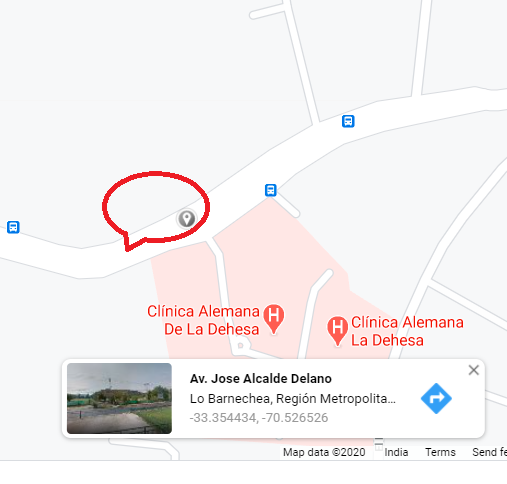 Clínica Alemana
De La Dehesa
Clínica Alemana
La Dehesa
Av. Jose Alcalde Delano
Lo Barnechea, Región Metropolita...
-33.354434, -70.526526
Map data ©2020 India Terms Send fe